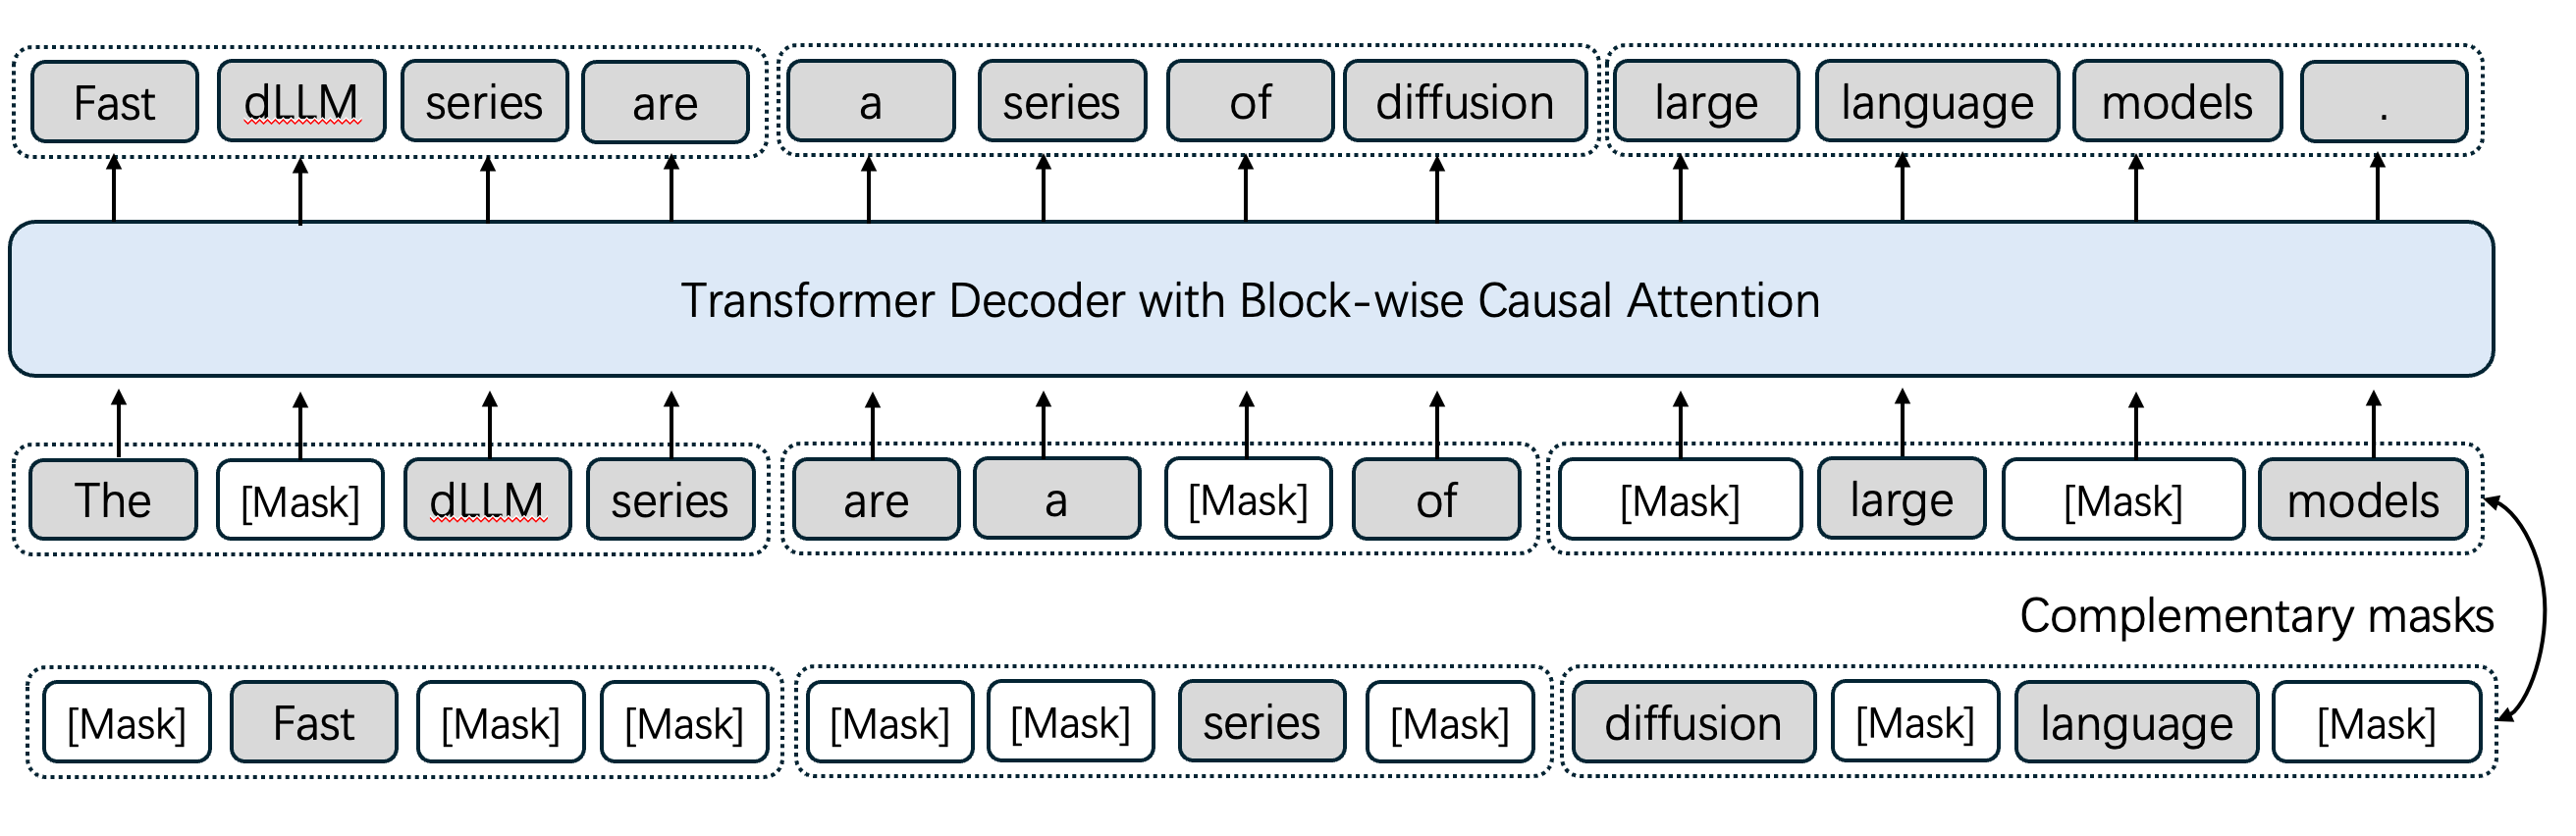 Fast dLLM series are a series of diffusion large language models .
Transformer Decoder with Block-wise Causal Attention
The [Mask] dLLM series are a [Mask] of [Mask] large [Mask] models
Complementary masks
[Mask] Fast [Mask] [Mask] [Mask] [Mask] series [Mask] diffusion [Mask] language [Mask]